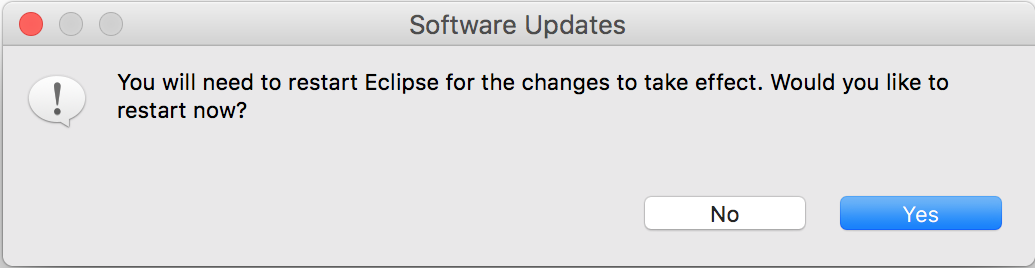 Software Updates
You will need to restart Eclipse for the changes to take effect. Would you like to
restart now?
No
Yes